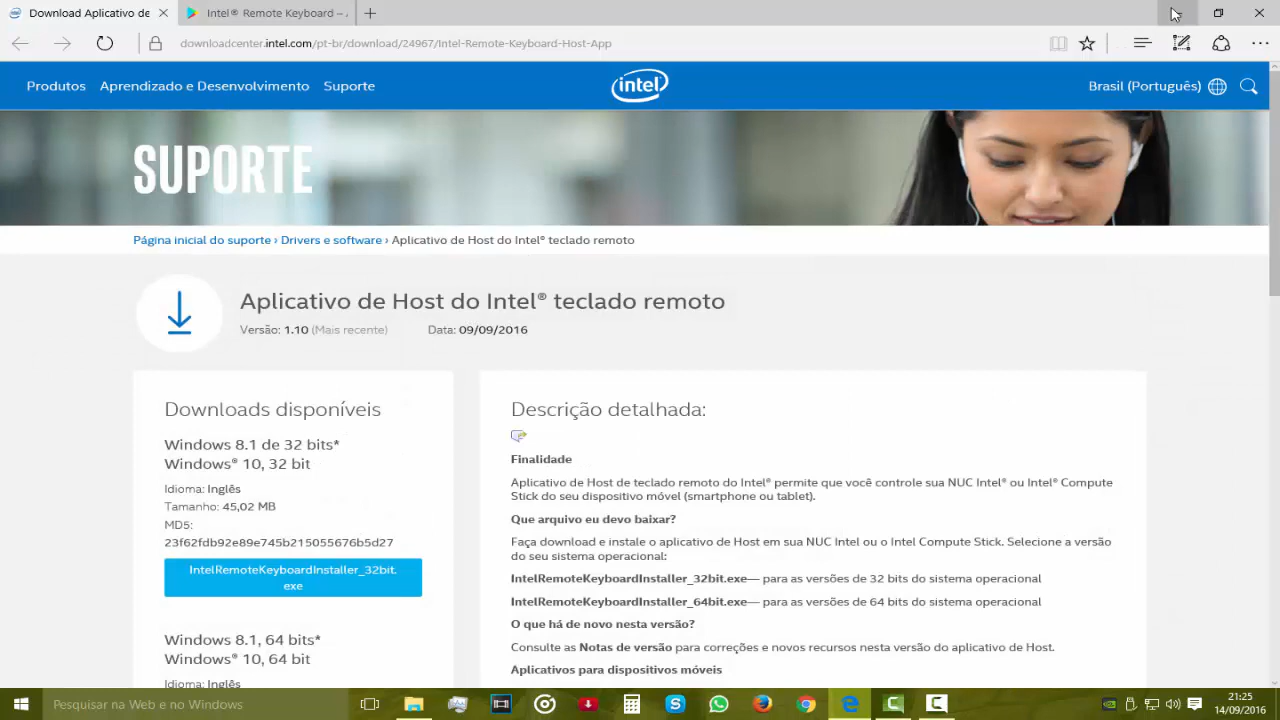 Download Aplicativo de
Intel® Remote Keyboard – A
downloadcenter.intel.com/pt-br/download/24967/Intel-Remote-Keyboard-Host-App
Produtos Aprendizado e Desenvolvimento Suporte
intel
Brasil (Português)
SUPORTE
Página inicial do suporte › Drivers e software › Aplicativo de Host do Intel® teclado remoto
Aplicativo de Host do Intel® teclado remoto
Versão: 1.10 (Mais recente) Data: 09/09/2016
Downloads disponíveis
Windows 8.1 de 32 bits*
Windows® 10, 32 bit
Idioma: Inglês
Tamanho: 45,02 MB
MD5:
23f62fdb92e89e745b215055676b5d27
IntelRemoteKeyboardInstaller_32bit.
exe
Windows 8.1, 64 bits*
Windows® 10, 64 bit
Idioma: Inglês
Descrição detalhada:
Finalidade
Aplicativo de Host de teclado remoto do Intel® permite que você controle sua NUC Intel® ou Intel® Compute
Stick do seu dispositivo móvel (smartphone ou tablet).
Que arquivo eu devo baixar?
Faça download e instale o aplicativo de Host em sua NUC Intel ou o Intel Compute Stick. Selecione a versão
do seu sistema operacional:
IntelRemoteKeyboardInstaller_32bit.exe— para as versões de 32 bits do sistema operacional
IntelRemoteKeyboardInstaller_64bit.exe— para as versões de 64 bits do sistema operacional
O que há de novo nesta versão?
Consulte as Notas de versão para correções e novos recursos nesta versão do aplicativo de Host.
Aplicativos para dispositivos móveis
Pesquisar na Web e no Windows
21:25
14/09/2016